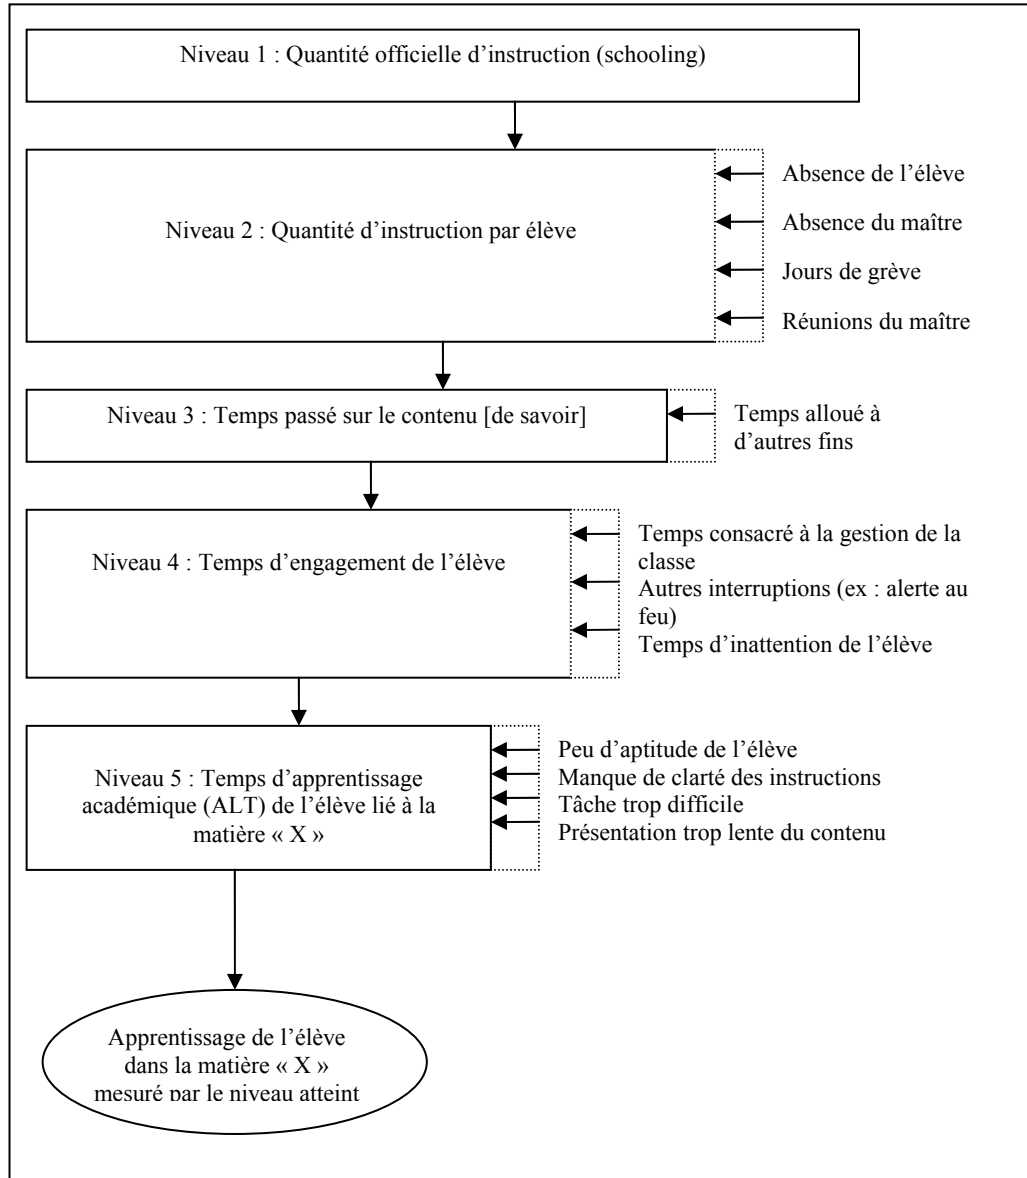 Niveau 1 : Quantité officielle d’instruction (schooling)
Absence de l’élève
Niveau 2 : Quantité d’instruction par élève
Absence du maître
Jours de grève
Réunions du maître
Niveau 3 : Temps passé sur le contenu [de savoir]
Temps alloué à
d’autres fins
Niveau 4 : Temps d’engagement de l’élève
Temps consacré à la gestion de la
classe
Autres interruptions (ex : alerte au
feu)
Temps d’inattention de l’élève
Niveau 5 : Temps d’apprentissage
académique (ALT) de l’élève lié à la
matière « X »
Peu d’aptitude de l’élève
Manque de clarté des instructions
Tâche trop difficile
Présentation trop lente du contenu
Apprentissage de l’élève
dans la matière « X »
mesuré par le niveau atteint